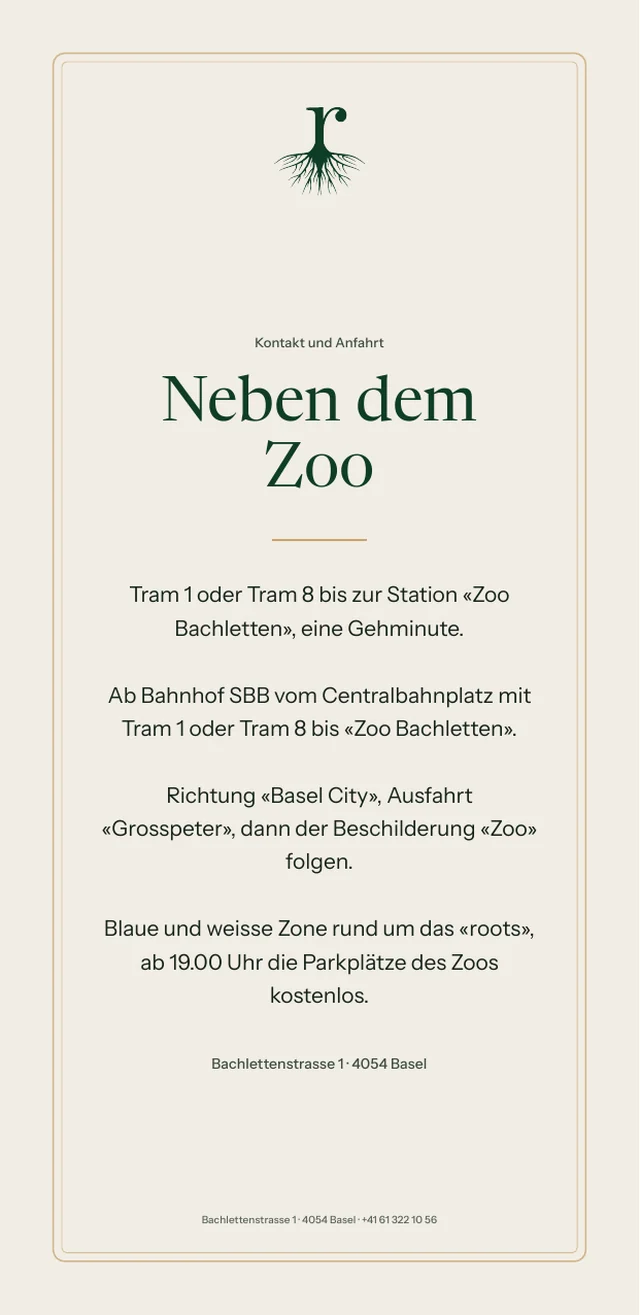 r
Kontakt und Anfahrt
Neben dem
Zoo
Tram 1 oder Tram 8 bis zur Station «Zoo
Bachletten», eine Gehminute.
Ab Bahnhof SBB vom Centralbahnplatz mit
Tram 1 oder Tram 8 bis «Zoo Bachletten».
Richtung «Basel City», Ausfahrt
«Grosspeter», dann der Beschilderung «Zoo»
folgen.
Blaue und weisse Zone rund um das «roots»,
ab 19.00 Uhr die Parkplätze des Zoos
kostenlos.
Bachlettenstrasse 1 · 4054 Basel
Bachlettenstrasse 1 · 4054 Basel · +41 61 322 10 56